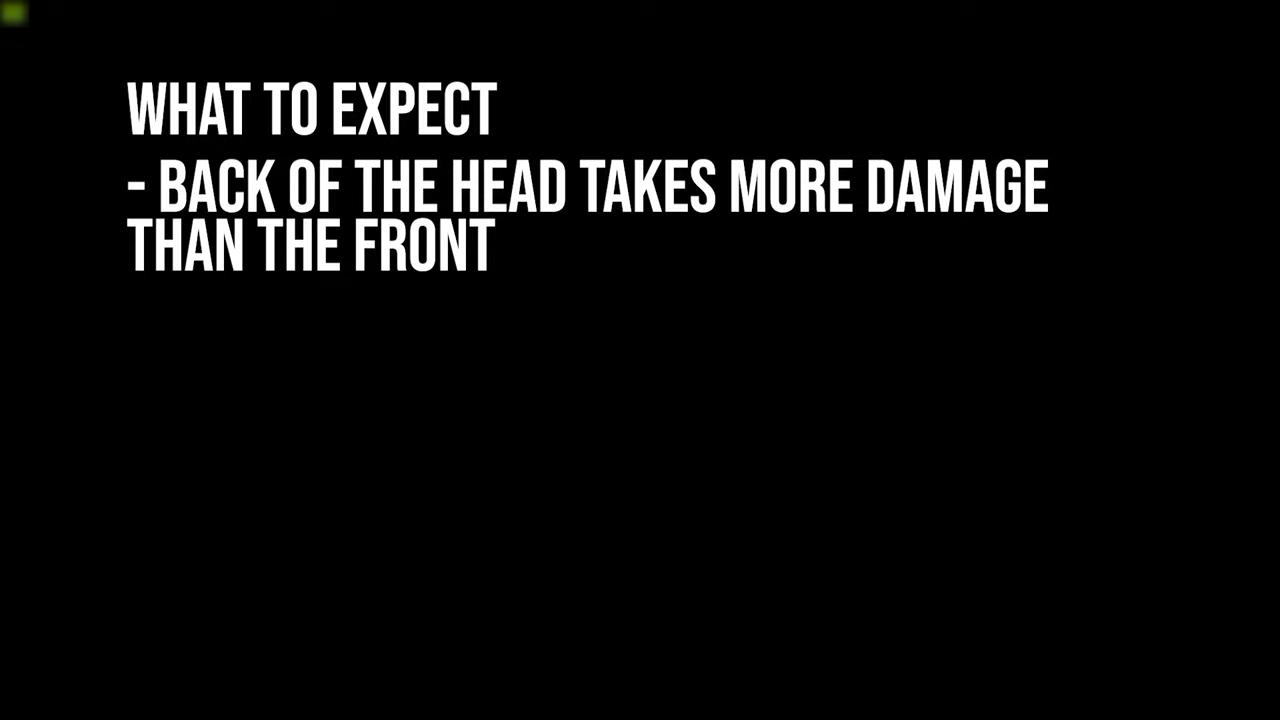 WHAT TO EXPECT
- BACK OF THE HEAD TAKES MORE DAMAGE
THAN THE FRONT